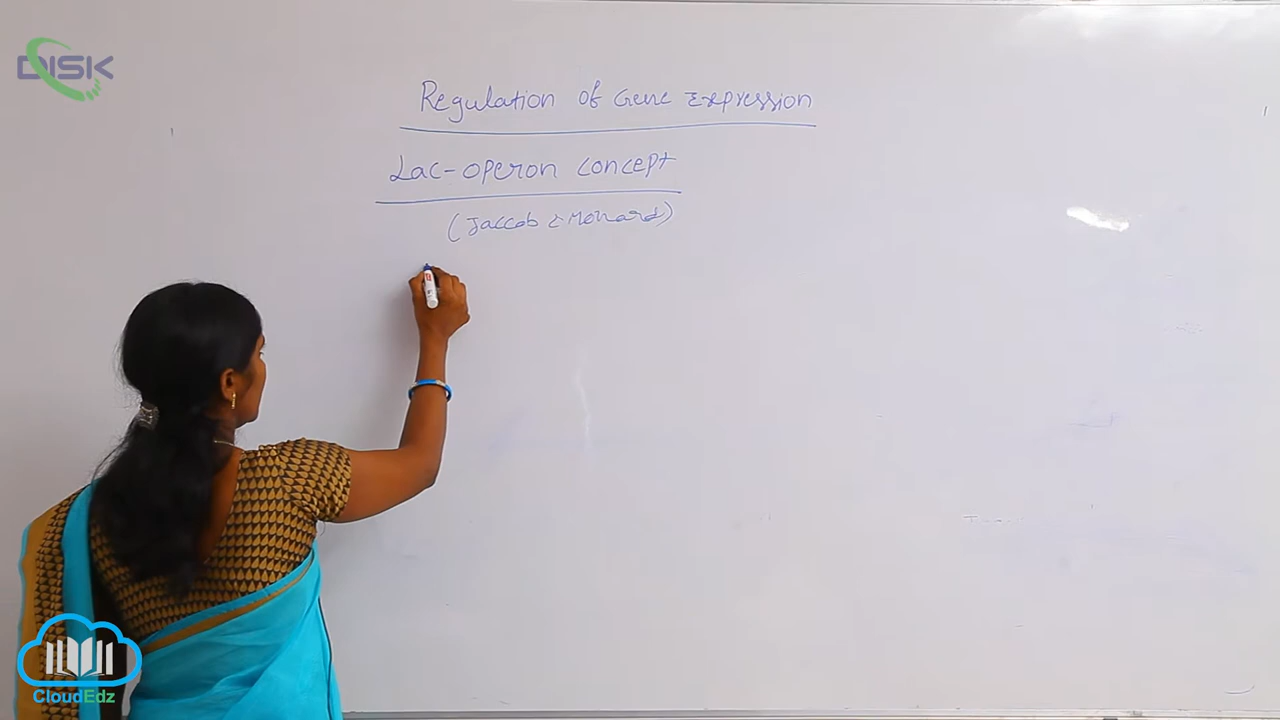 DISK
Regulation of Gene Expression
Lac-operon concept
(Jaccob & Monard)
CloudEdz